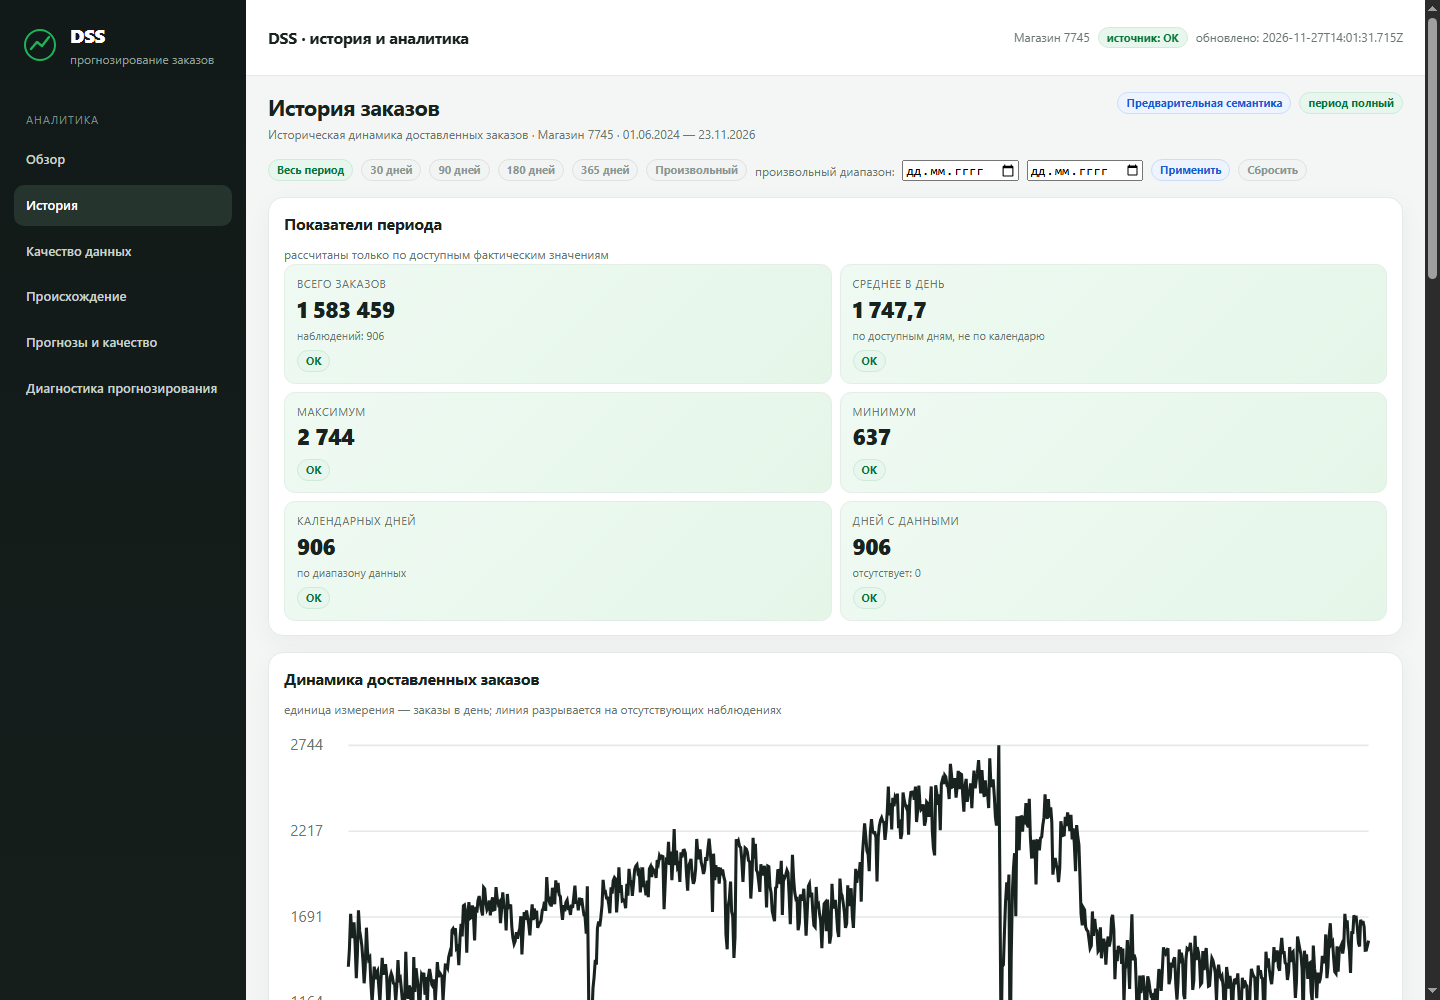 DSS
прогнозирование заказов
АНАЛИТИКА
Обзор
История
Качество данных
Происхождение
Прогнозы и качество
Диагностика прогнозирования
DSS · история и аналитика
Магазин 7745 источник: OK обновлено: 2026-11-27T14:01:31.715Z
История заказов
Предварительная семантика период полный
Историческая динамика доставленных заказов · Магазин 7745 · 01.06.2024 — 23.11.2026
Весь период 30 дней 90 дней 180 дней 365 дней Произвольный произвольный диапазон: дд.мм.гггг дд.мм.гггг Применить Сбросить
Показатели периода
рассчитаны только по доступным фактическим значениям
ВСЕГО ЗАКАЗОВ
1 583 459
наблюдений: 906
OK
СРЕДНЕЕ В ДЕНЬ
1 747,7
по доступным дням, не по календарю
OK
МАКСИМУМ
2 744
OK
МИНИМУМ
637
OK
КАЛЕНДАРНЫХ ДНЕЙ
906
по диапазону данных
OK
ДНЕЙ С ДАННЫМИ
906
отсутствует: 0
OK
Динамика доставленных заказов
единица измерения — заказы в день; линия разрывается на отсутствующих наблюдениях
2744
2217
1691
1164